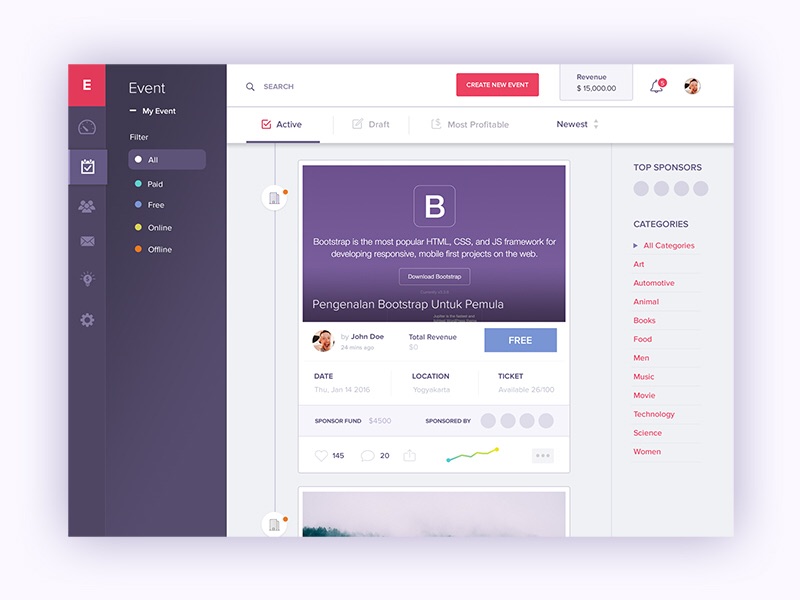 E
Event
My Event
Filter
All
Paid
Free
Online
Offline
SEARCH
CREATE NEW EVENT
Revenue
$ 15,000.00
5
Active
Draft
Most Profitable
Newest
B
Bootstrap is the most popular HTML, CSS, and JS framework for
developing responsive, mobile first projects on the web.
Download Bootstrap
Pengenalan Bootstrap Untuk Pemula
by John Doe
24 mins ago
Total Revenue
$0
FREE
DATE
Thu, Jan 14 2016
LOCATION
Yogyakarta
TICKET
Available 26/100
SPONSOR FUND $4500
SPONSORED BY
145
20
TOP SPONSORS
CATEGORIES
All Categories
Art
Automotive
Animal
Books
Food
Men
Music
Movie
Technology
Science
Women